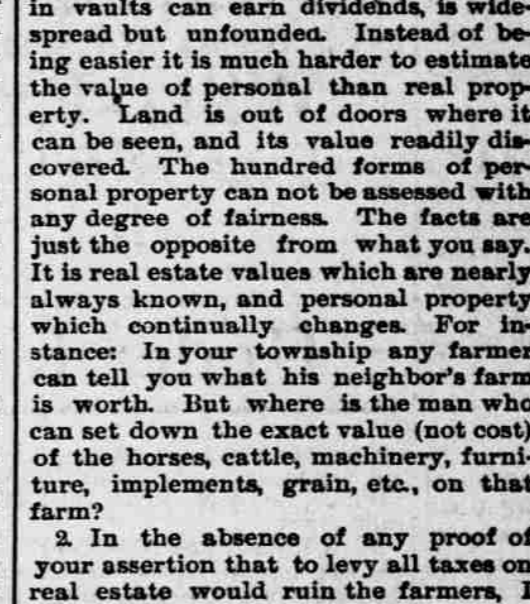 in vaults can earn dividends, is wide-
spread but unfounded. Instead of be-
ing easier it is much harder to estimate
the value of personal than real prop-
erty. Land is out of doors where it
can be seen, and its value readily dis-
covered. The hundred forms of per-
sonal property can not be assessed with
any degree of fairness. The facts are
just the opposite from what you say.
It is real estate values which are nearly
always known, and personal property
which continually changes. For in-
stance: In your township any farmer
can tell you what his neighbor's farm
is worth. But where is the man who
can set down the exact value (not cost)
of the horses, cattle, machinery, furni-
ture, implements, grain, etc., on that
farm?
2. In the absence of any proof of
your assertion that to levy all taxes on
real estate would ruin the farmers, I